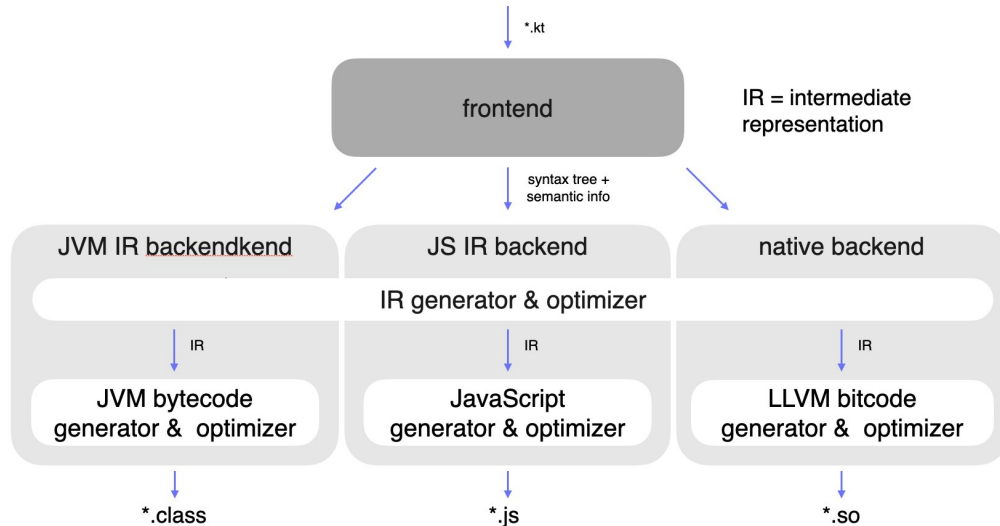 *.kt
frontend
IR = intermediate
representation
syntax tree +
semantic info
JVM IR backendkend
JS IR backend
native backend
IR generator & optimizer
IR
IR
IR
JVM bytecode
generator & optimizer
JavaScript
generator & optimizer
LLVM bitcode
generator & optimizer
*.class
*.js
*.so